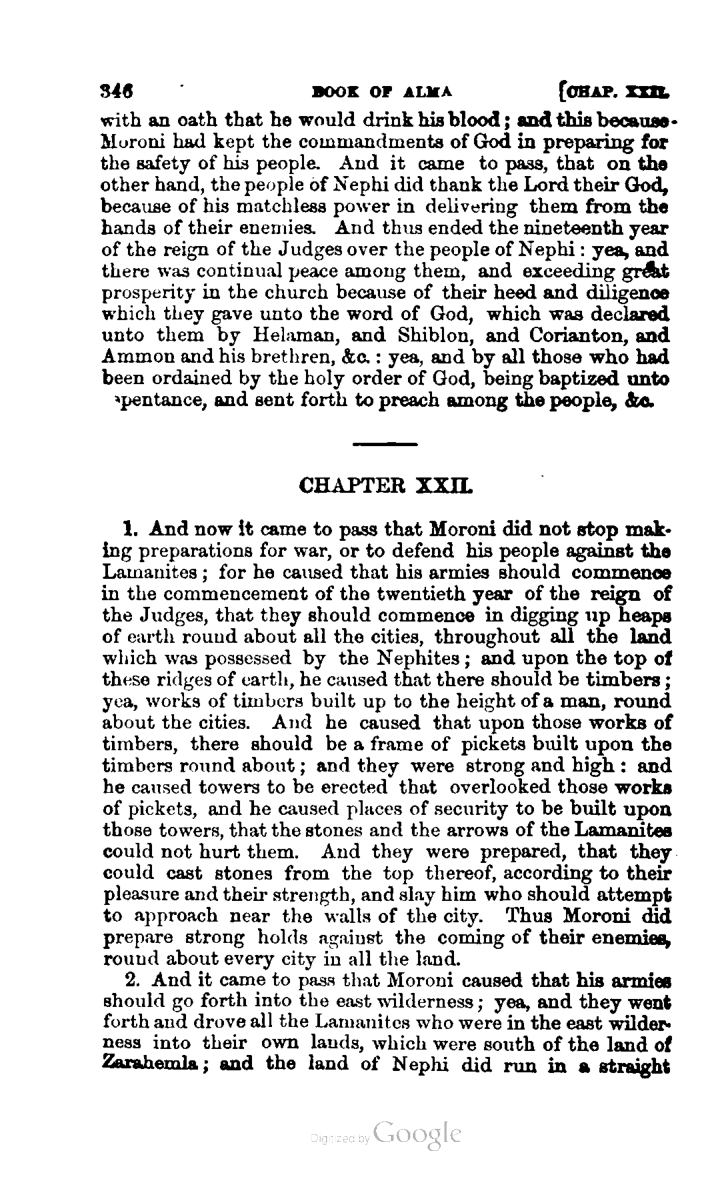 346 BOOK OF ALMA [CHAP. XXII.
with an oath that he would drink his blood; and this because
Moroni had kept the commandments of God in preparing for
the safety of his people. And it came to pass, that on the
other hand, the people of Nephi did thank the Lord their God,
because of his matchless power in delivering them from the
hands of their enemies. And thus ended the nineteenth year
of the reign of the Judges over the people of Nephi: yea, and
there was continual peace among them, and exceeding great
prosperity in the church because of their heed and diligence
which they gave unto the word of God, which was declared
unto them by Helaman, and Shiblon, and Corianton, and
Ammon and his brethren, &c.: yea, and by all those who had
been ordained by the holy order of God, being baptized unto
pentance, and sent forth to preach among the people, &c.
CHAPTER XXII.
1. And now it came to pass that Moroni did not stop mak-
ing preparations for war, or to defend his people against the
Lamanites; for he caused that his armies should commence
in the commencement of the twentieth year of the reign of
the Judges, that they should commence in digging up heaps
of earth round about all the cities, throughout all the land
which was possessed by the Nephites; and upon the top of
these ridges of earth, he caused that there should be timbers;
yea, works of timbers built up to the height of a man, round
about the cities. And he caused that upon those works of
timbers, there should be a frame of pickets built upon the
timbers round about; and they were strong and high: and
he caused towers to be erected that overlooked those works
of pickets, and he caused places of security to be built upon
those towers, that the stones and the arrows of the Lamanites
could not hurt them. And they were prepared, that they
could cast stones from the top thereof, according to their
pleasure and their strength, and slay him who should attempt
to approach near the walls of the city. Thus Moroni did
prepare strong holds against the coming of their enemies,
round about every city in all the land.
2. And it came to pass that Moroni caused that his armies
should go forth into the east wilderness; yea, and they went
forth and drove all the Lamanites who were in the east wilder-
ness into their own lands, which were south of the land of
Zarahemla; and the land of Nephi did run in a straight
Digitized by Google